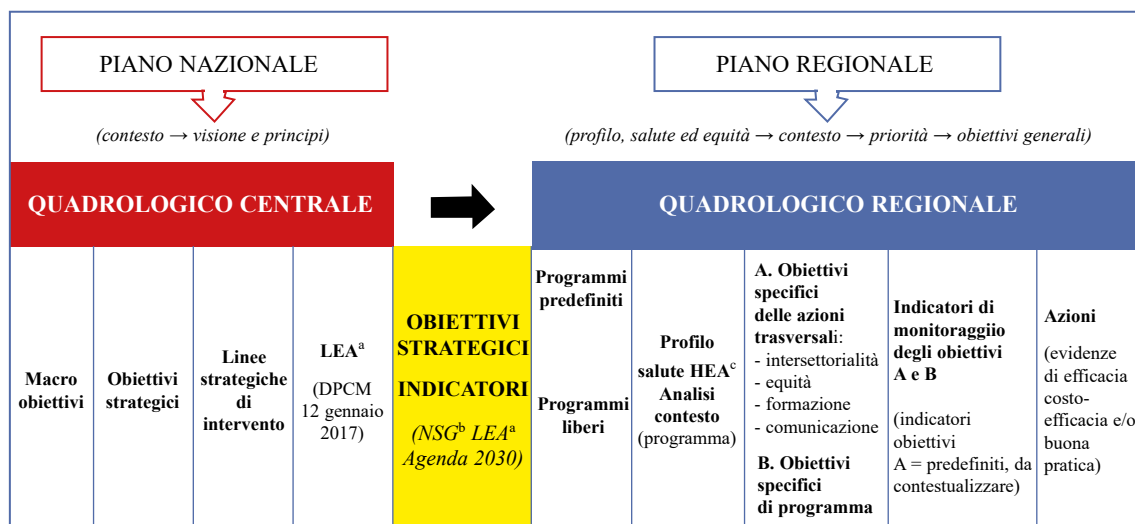 PIANO NAZIONALE
PIANO REGIONALE
(contesto → visione e principi)
(profilo, salute ed equità → contesto → priorità → obiettivi generali)
QUADROLOGICO CENTRALE
QUADROLOGICO REGIONALE
Macro
obiettivi
Obiettivi
strategici
Linee
strategiche
di
intervento
LEAᵃ
(DPCM
12 gennaio
2017)
OBIETTIVI
STRATEGICI
INDICATORI
(NSGᵇ LEAᵃ
Agenda 2030)
Programmi
predefiniti
Programmi
liberi
Profilo
salute HEAᶜ
Analisi
contesto
(programma)
A. Obiettivi
specifici
delle azioni
trasversali:
- intersettorialità
- equità
- formazione
- comunicazione
B. Obiettivi
specifici
di programma
Indicatori di
monitoraggiio
degli obiettivi
A e B
(indicatori
obiettivi
A = predefiniti, da
contestualizzare)
Azioni
(evidenze
di efficacia
costo-
efficacia e/o
buona
pratica)